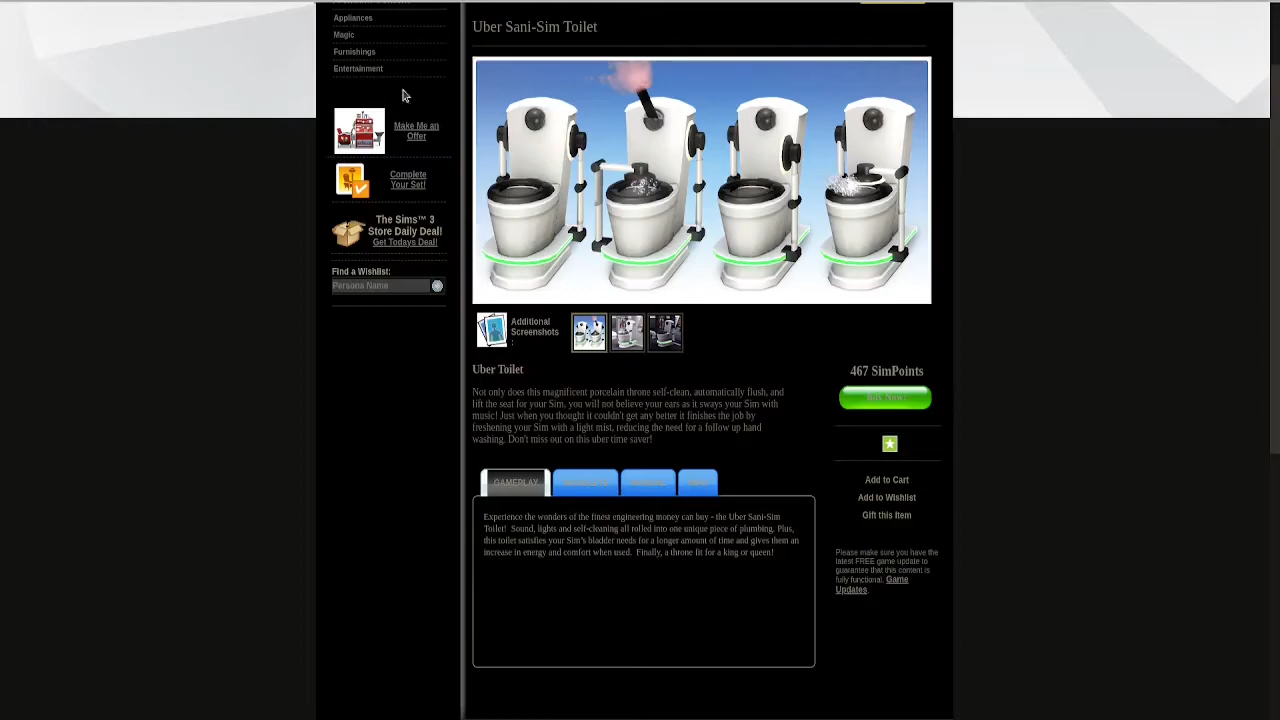 Appliances
Magic
Furnishings
Entertainment
Make Me an
Offer
Complete
Your Set!
The Sims™ 3
Store Daily Deal!
Get Todays Deal!
Find a Wishlist:
Persona Name
Uber Sani-Sim Toilet
Additional
Screenshots
:
Uber Toilet
Not only does this magnificent porcelain throne self-clean, automatically flush, and
lift the seat for your Sim, you will not believe your ears as it sways your Sim with
music! Just when you thought it couldn't get any better it finishes the job by
freshening your Sim with a light mist, reducing the need for a follow up hand
washing. Don't miss out on this uber time saver!
467 SimPoints
Buy Now!
Add to Cart
Add to Wishlist
Gift this Item
Please make sure you have the
latest FREE game update to
guarantee that this content is
fully functional. Game
Updates.
GAMEPLAY
Experience the wonders of the finest engineering money can buy - the Uber Sani-Sim
Toilet!  Sound, lights and self-cleaning all rolled into one unique piece of plumbing. Plus,
this toilet satisfies your Sim's bladder needs for a longer amount of time and gives them an
increase in energy and comfort when used.  Finally, a throne fit for a king or queen!